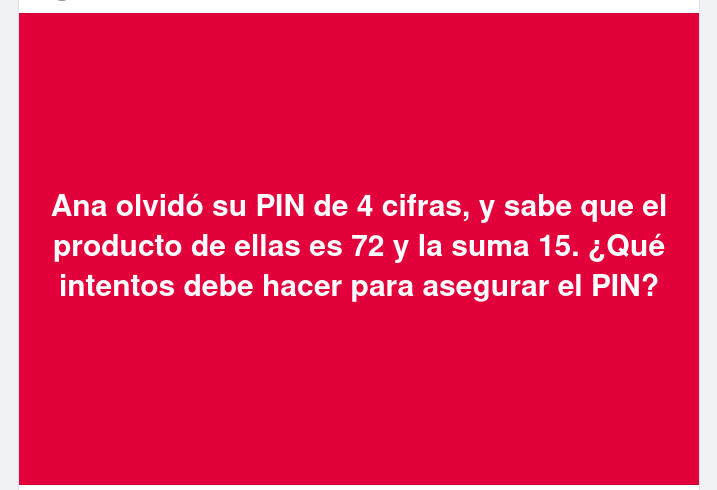 Ana olvidó su PIN de 4 cifras, y sabe que el
producto de ellas es 72 y la suma 15. ¿Qué
intentos debe hacer para asegurar el PIN?